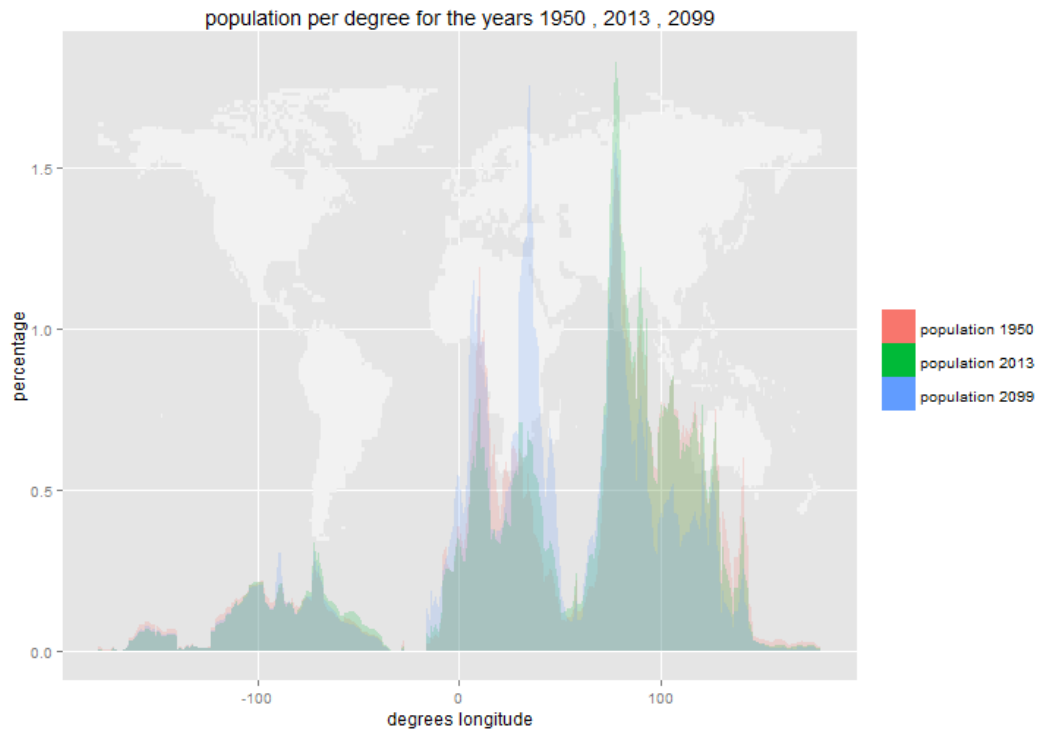 population per degree for the years 1950 , 2013 , 2099
percentage
1.5
1.0
0.5
0.0
-100
0
100
degrees longitude
population 1950
population 2013
population 2099